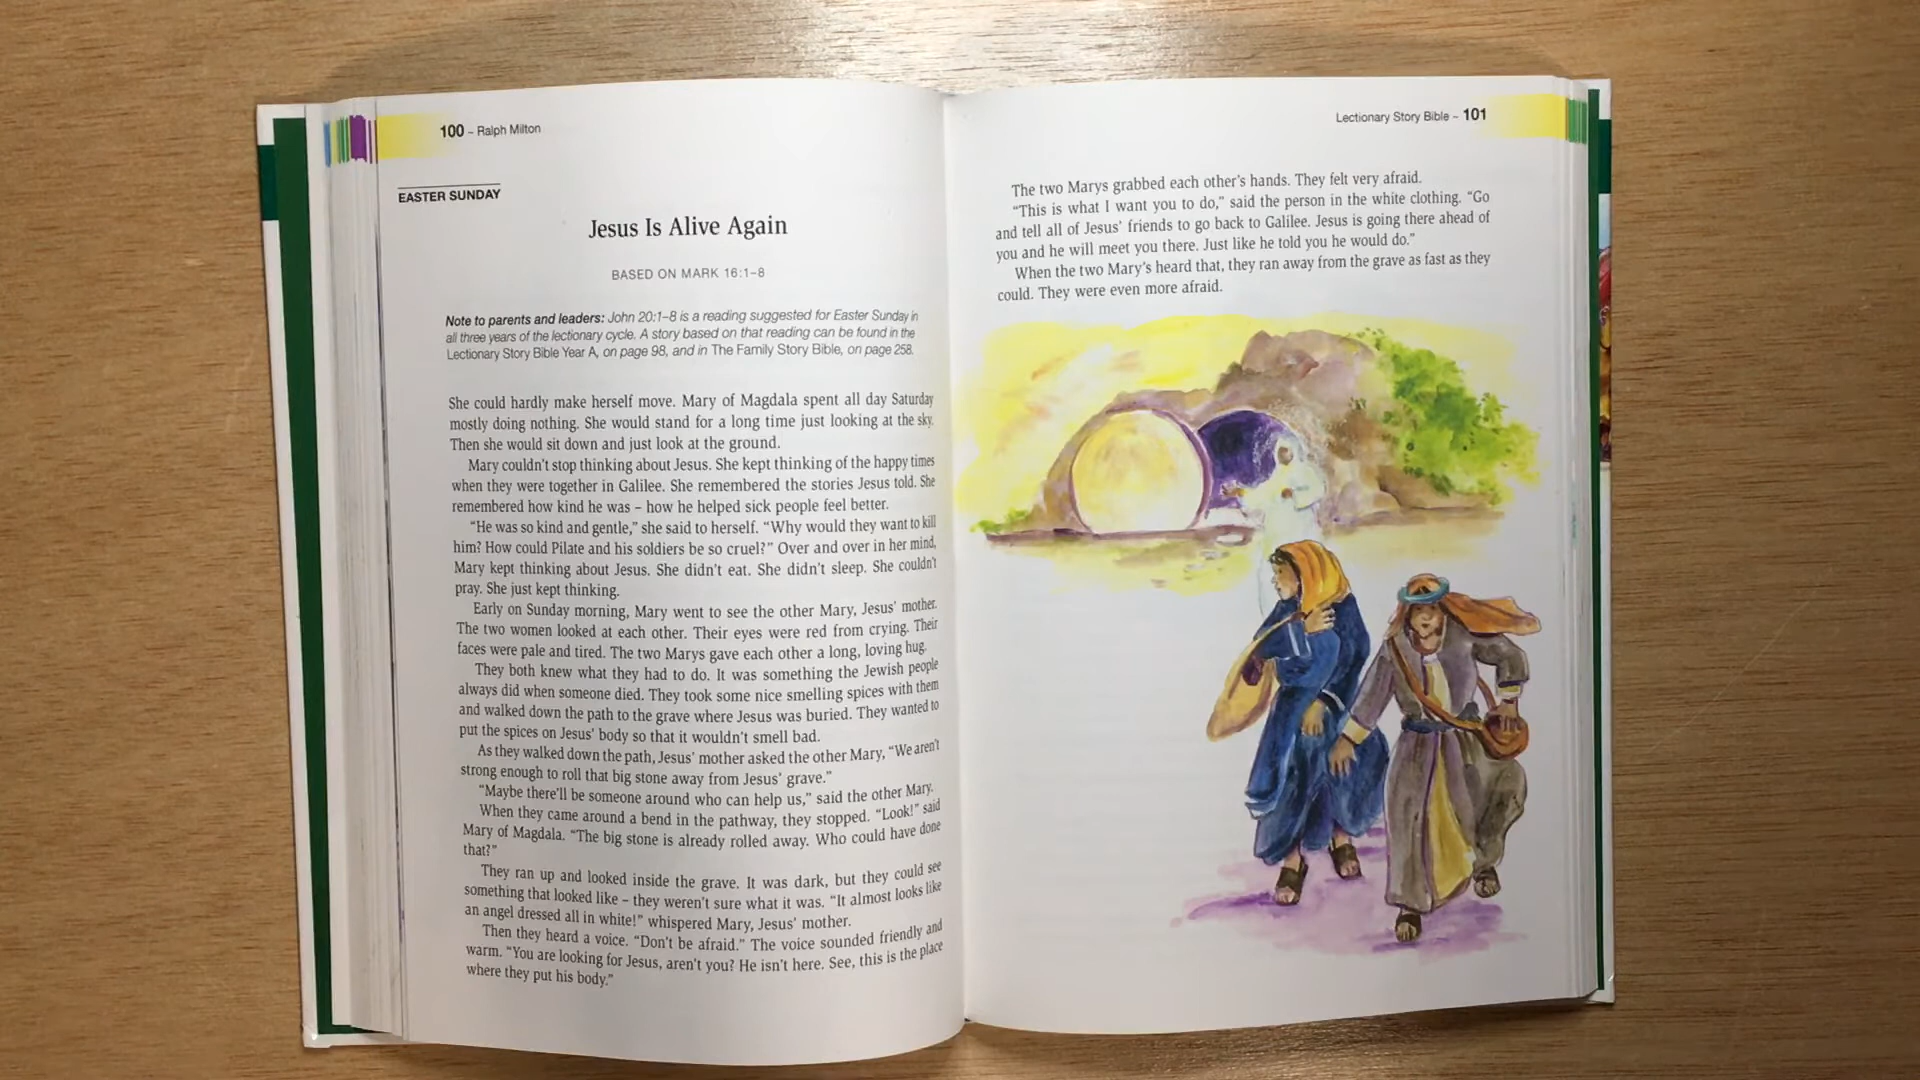 100 ~ Ralph Milton
EASTER SUNDAY
Jesus Is Alive Again
BASED ON MARK 16:1–8
Note to parents and leaders: John 20:1–8 is a reading suggested for Easter Sunday in
all three years of the lectionary cycle. A story based on that reading can be found in the
Lectionary Story Bible Year A, on page 98, and in The Family Story Bible, on page 258.
She could hardly make herself move. Mary of Magdala spent all day Saturday
mostly doing nothing. She would stand for a long time just looking at the sky.
Then she would sit down and just look at the ground.
Mary couldn't stop thinking about Jesus. She kept thinking of the happy times
when they were together in Galilee. She remembered the stories Jesus told. She
remembered how kind he was – how he helped sick people feel better.
“He was so kind and gentle,” she said to herself. “Why would they want to kill
him? How could Pilate and his soldiers be so cruel?” Over and over in her mind,
Mary kept thinking about Jesus. She didn't eat. She didn't sleep. She couldn't
pray. She just kept thinking.
Early on Sunday morning, Mary went to see the other Mary, Jesus' mother.
The two women looked at each other. Their eyes were red from crying. Their
faces were pale and tired. The two Marys gave each other a long, loving hug.
They both knew what they had to do. It was something the Jewish people
always did when someone died. They took some nice smelling spices with them
and walked down the path to the grave where Jesus was buried. They wanted to
put the spices on Jesus' body so that it wouldn't smell bad.
As they walked down the path, Jesus' mother asked the other Mary, “We aren't
strong enough to roll that big stone away from Jesus' grave.”
“Maybe there'll be someone around who can help us,” said the other Mary.
When they came around a bend in the pathway, they stopped. “Look!” said
Mary of Magdala. “The big stone is already rolled away. Who could have done
that?”
They ran up and looked inside the grave. It was dark, but they could see
something that looked like – they weren't sure what it was. “It almost looks like
an angel dressed all in white!” whispered Mary, Jesus' mother.
Then they heard a voice. “Don't be afraid.” The voice sounded friendly and
warm. “You are looking for Jesus, aren't you? He isn't here. See, this is the place
where they put his body.”
Lectionary Story Bible ~ 101
The two Marys grabbed each other's hands. They felt very afraid.
“This is what I want you to do,” said the person in the white clothing. “Go
and tell all of Jesus' friends to go back to Galilee. Jesus is going there ahead of
you and he will meet you there. Just like he told you he would do.”
When the two Mary's heard that, they ran away from the grave as fast as they
could. They were even more afraid.